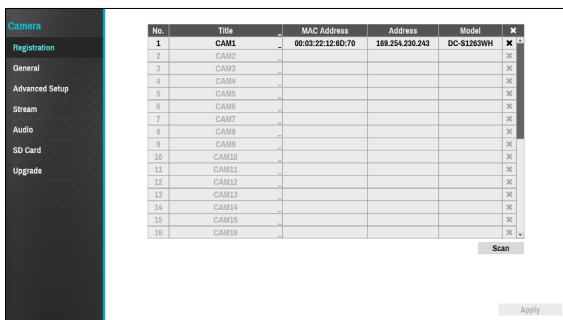 Camera
Registration
General
Advanced Setup
Stream
Audio
SD Card
Upgrade
No. Title MAC Address Address Model ×
1 CAM1 00:03:22:12:6D:70 169.254.230.243 DC-S1263WH ×
2 CAM2 ×
3 CAM3 ×
4 CAM4 ×
5 CAM5 ×
6 CAM6 ×
7 CAM7 ×
8 CAM8 ×
9 CAM9 ×
10 CAM10 ×
11 CAM11 ×
12 CAM12 ×
13 CAM13 ×
14 CAM14 ×
15 CAM15 ×
16 CAM16 ×
Scan
Apply